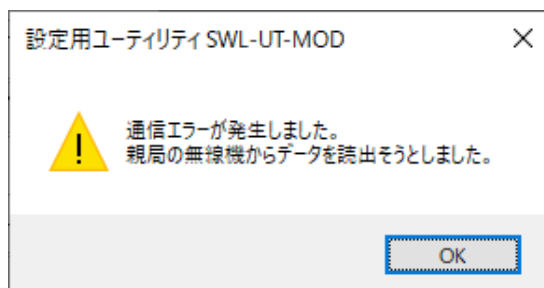 設定用ユーティリティ SWL-UT-MOD
通信エラーが発生しました。
親局の無線機からデータを読出そうとしました。
OK